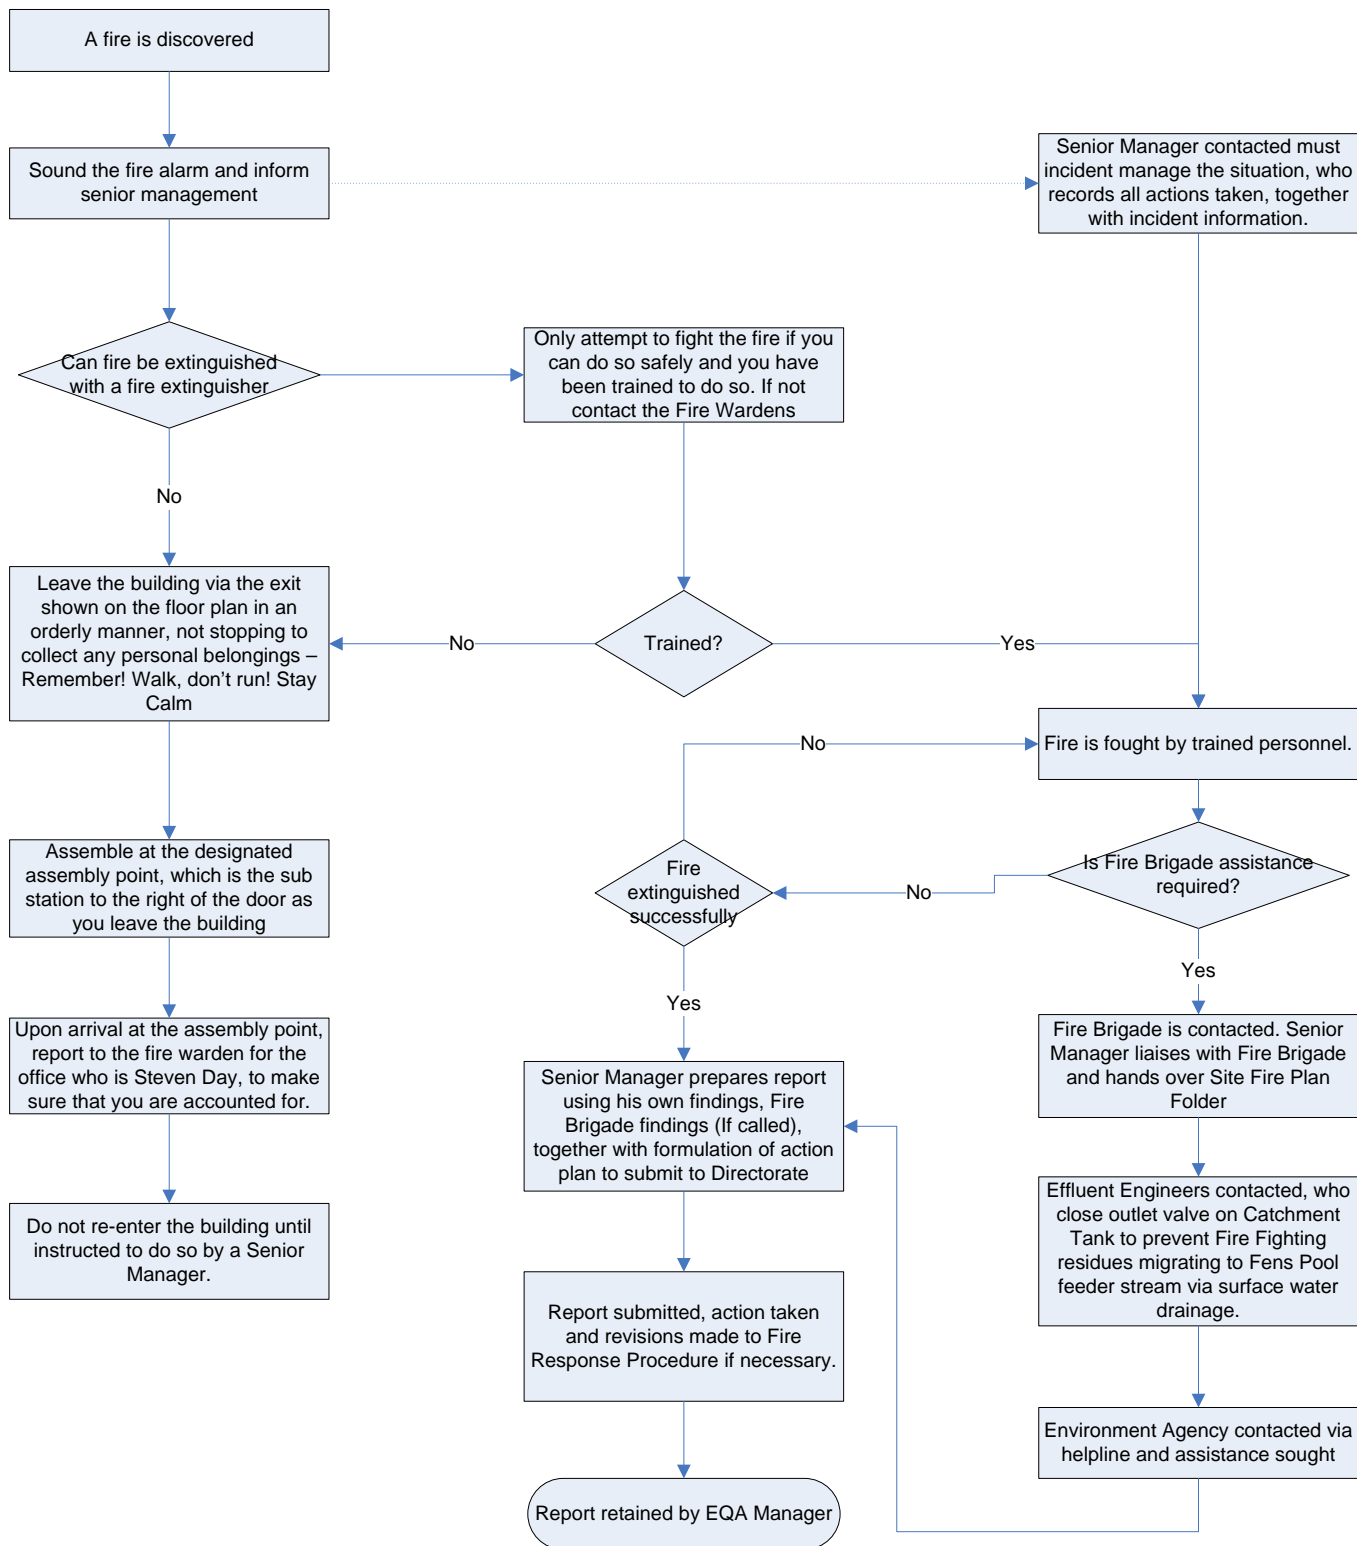 A fire is discovered
Sound the fire alarm and inform
senior management
Senior Manager contacted must
incident manage the situation, who
records all actions taken, together
with incident information.
Can fire be extinguished
with a fire extinguisher
Only attempt to fight the fire if you
can do so safely and you have
been trained to do so. If not
contact the Fire Wardens
No
Leave the building via the exit
shown on the floor plan in an
orderly manner, not stopping to
collect any personal belongings –
Remember! Walk, don’t run! Stay
Calm
No
Trained?
Yes
No
Fire is fought by trained personnel.
Assemble at the designated
assembly point, which is the sub
station to the right of the door as
you leave the building
Fire
extinguished
successfully
No
Is Fire Brigade assistance
required?
Yes
Yes
Upon arrival at the assembly point,
report to the fire warden for the
office who is Steven Day, to make
sure that you are accounted for.
Senior Manager prepares report
using his own findings, Fire
Brigade findings (If called),
together with formulation of action
plan to submit to Directorate
Fire Brigade is contacted. Senior
Manager liaises with Fire Brigade
and hands over Site Fire Plan
Folder
Do not re-enter the building until
instructed to do so by a Senior
Manager.
Effluent Engineers contacted, who
close outlet valve on Catchment
Tank to prevent Fire Fighting
residues migrating to Fens Pool
feeder stream via surface water
drainage.
Report submitted, action taken
and revisions made to Fire
Response Procedure if necessary.
Environment Agency contacted via
helpline and assistance sought
Report retained by EQA Manager